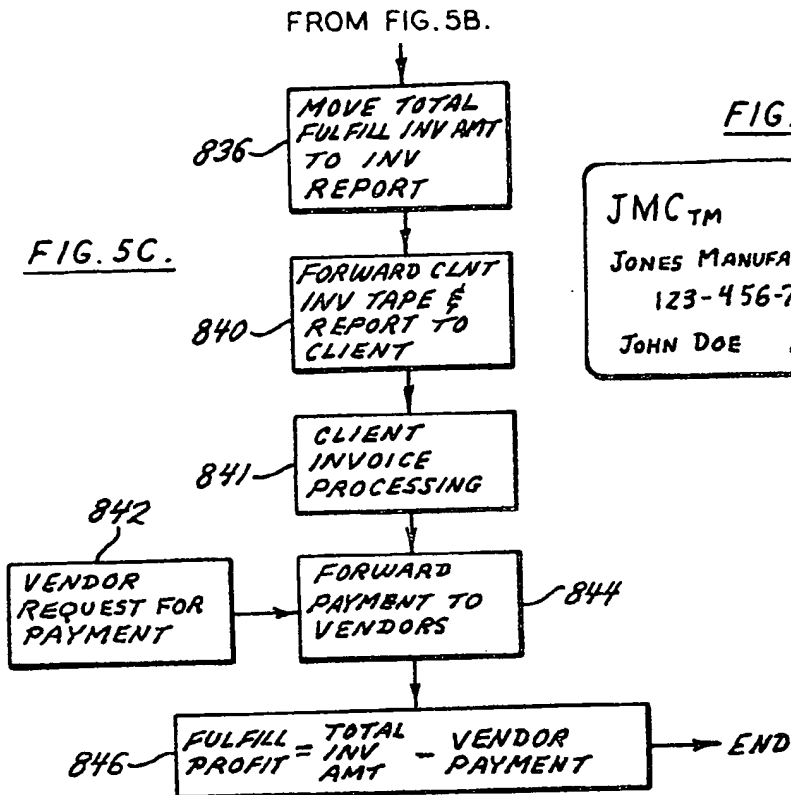 FROM FIG. 5B.
836
MOVE TOTAL
FULFILL INV AMT
TO INV
REPORT
FIG. 5C.
840
FORWARD CLNT
INV TAPE &
REPORT TO
CLIENT
841
CLIENT
INVOICE
PROCESSING
842
VENDOR
REQUEST FOR
PAYMENT
FORWARD
PAYMENT TO
VENDORS
844
846
FULFILL PROFIT = TOTAL INV AMT - VENDOR PAYMENT
END
FIG.
JMC TM
JONES MANUFA
123-456-7
JOHN DOE